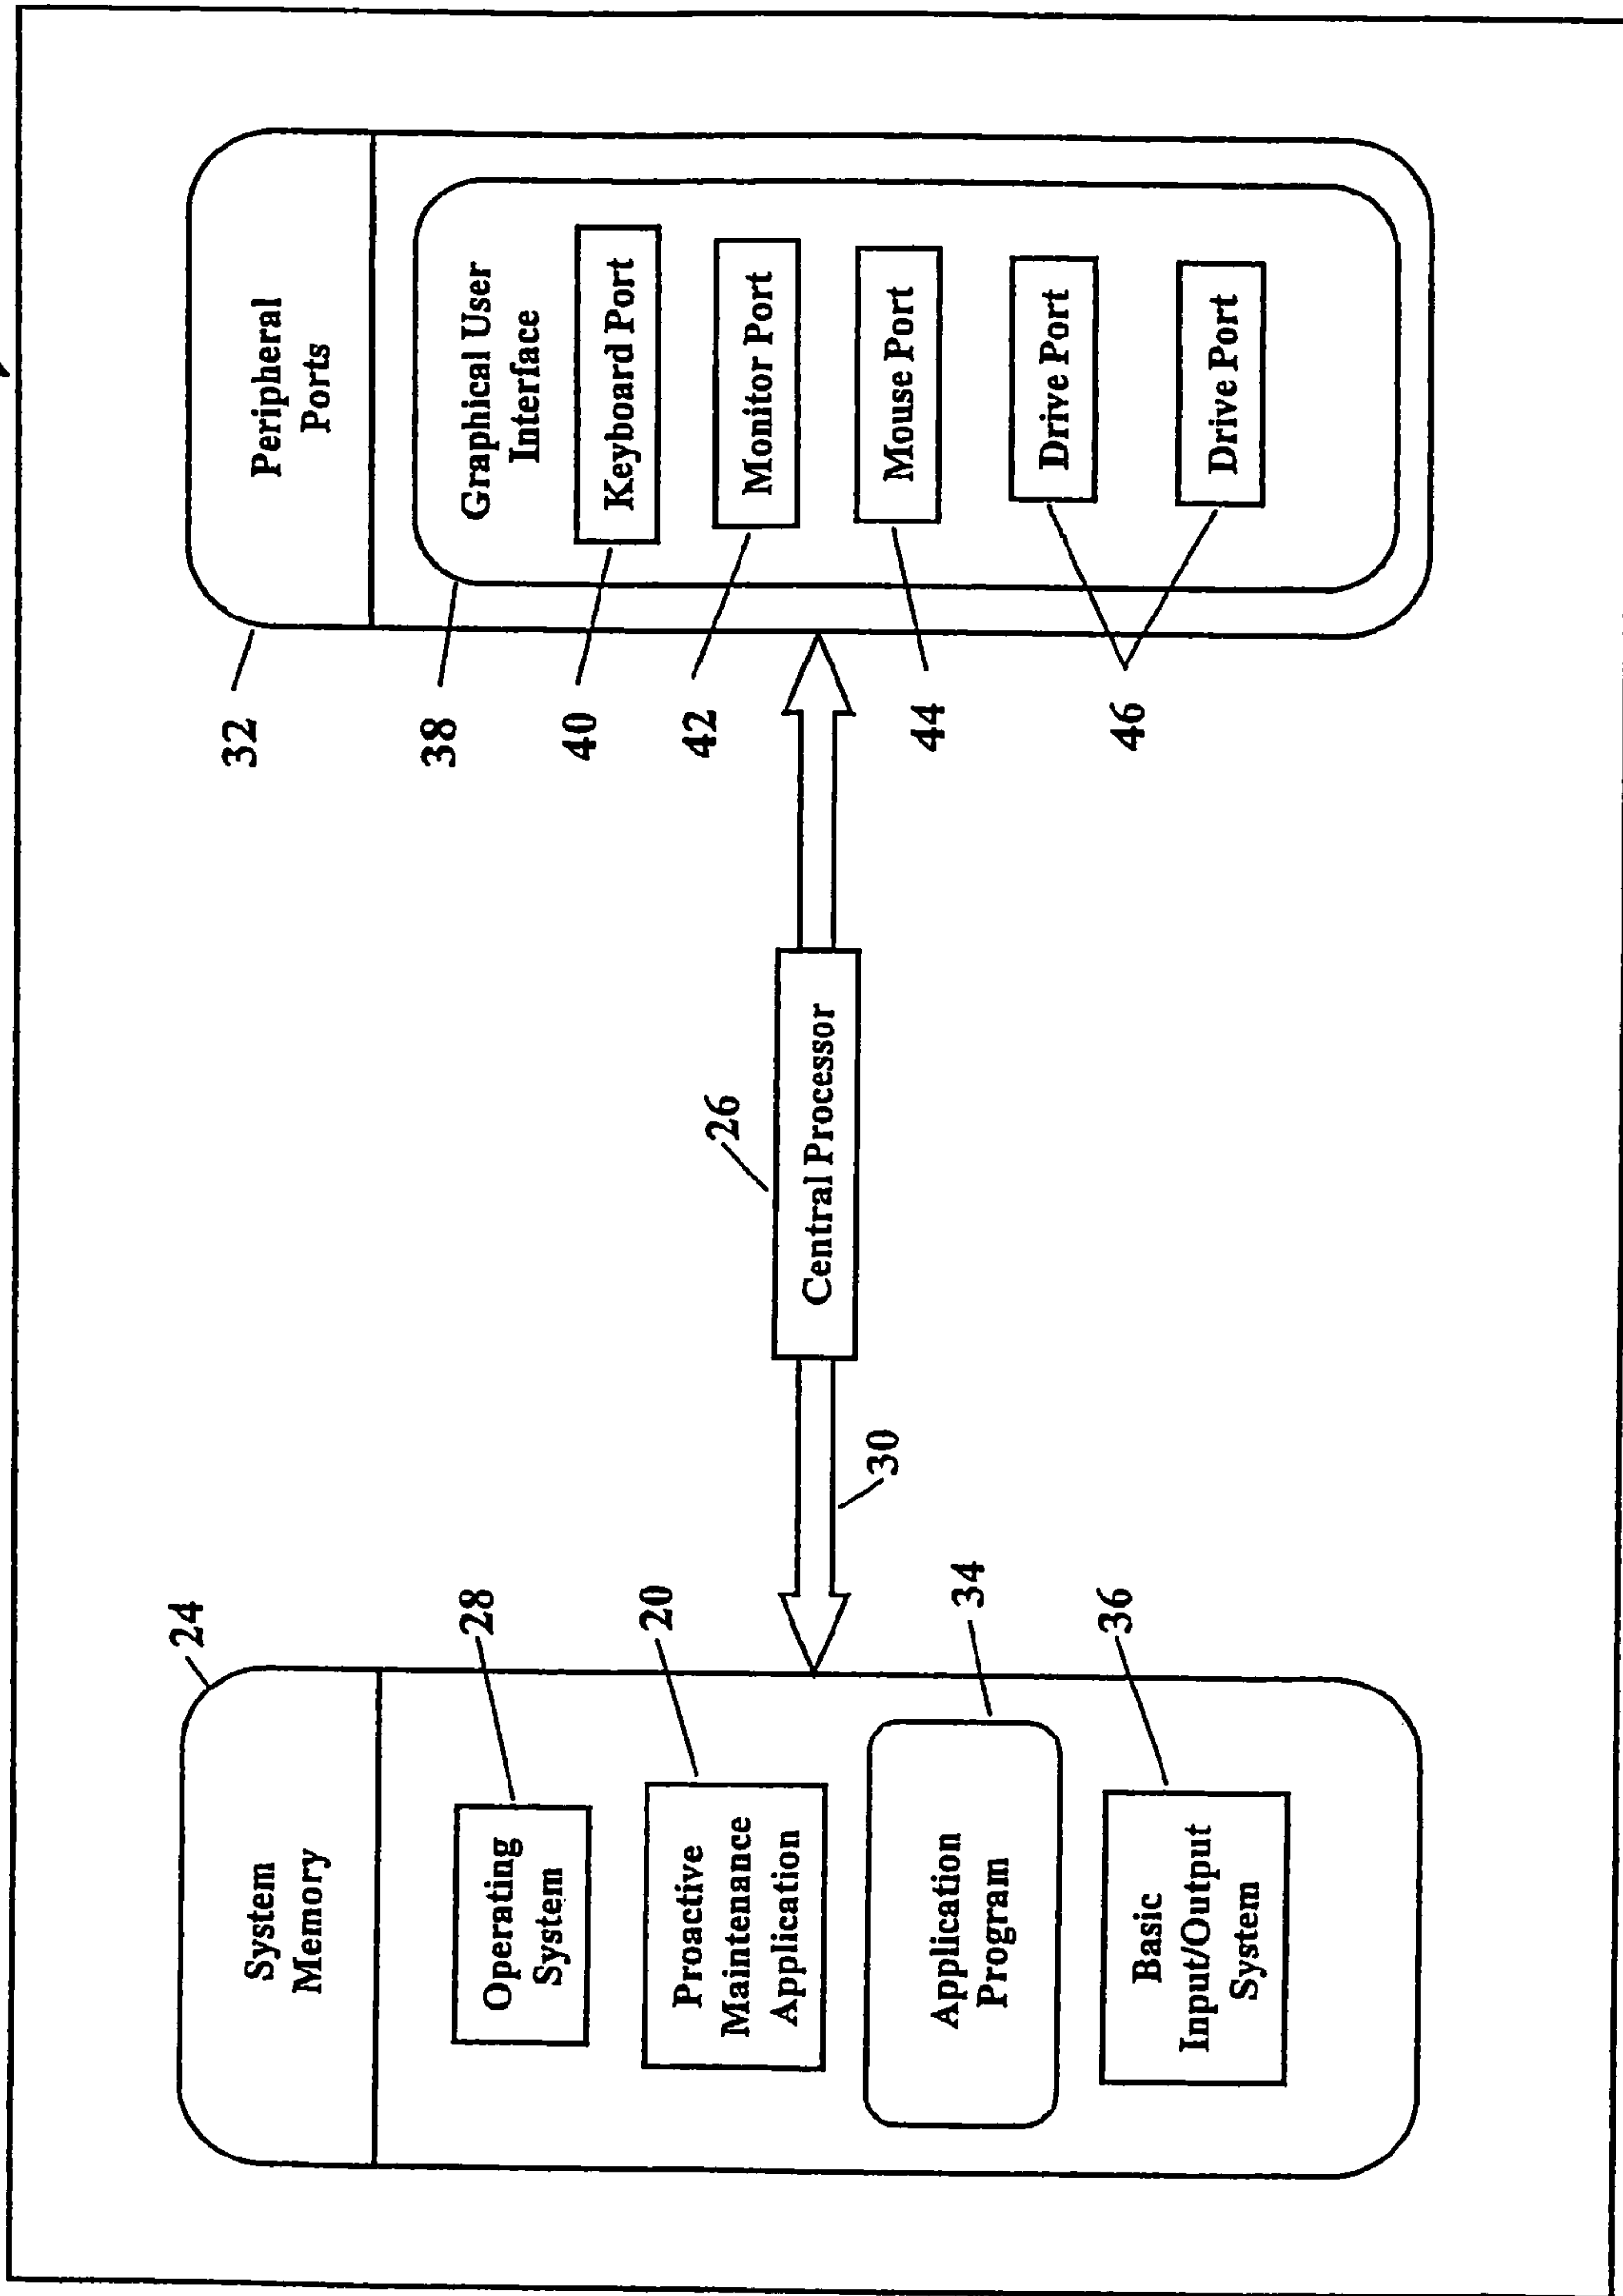 24
System
Memory
28
Operating
System
20
Proactive
Maintenance
Application
34
Application
Program
36
Basic
Input/Output
System
26
Central Processor
30
32
Peripheral
Ports
38
Graphical User
Interface
40
Keyboard Port
42
Monitor Port
44
Mouse Port
46
Drive Port
Drive Port